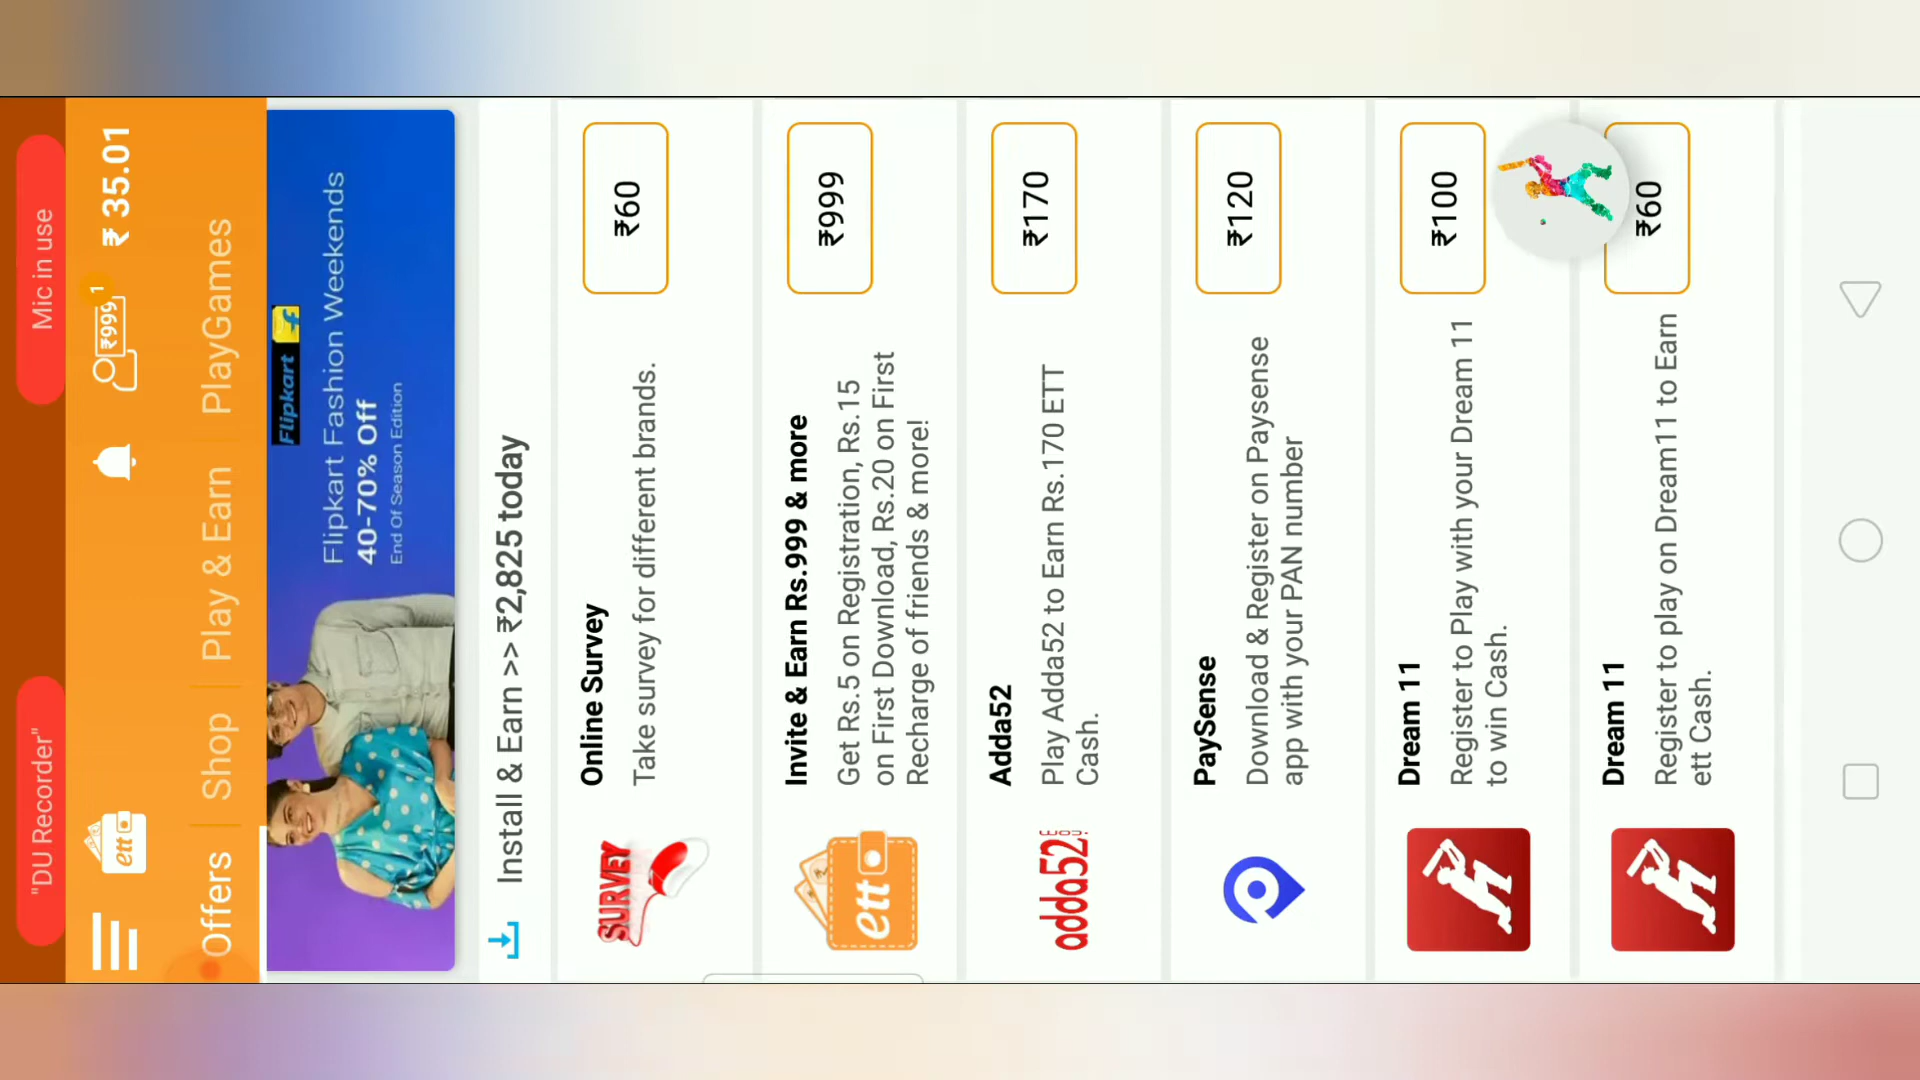 "DU Recorder"
Mic in use
ett
₹999
1
₹ 35.01
Offers | Shop | Play & Earn | PlayGames
Flipkart
Flipkart Fashion Weekends
40-70% Off
End Of Season Edition
Install & Earn >> ₹2,825 today
SURVEY
Online Survey
Take survey for different brands.
₹60
ett
Invite & Earn Rs.999 & more
Get Rs.5 on Registration, Rs.15
on First Download, Rs.20 on First
Recharge of friends & more!
₹999
adda52
Adda52
Play Adda52 to Earn Rs.170 ETT
Cash.
₹170
PaySense
Download & Register on Paysense
app with your PAN number
₹120
Dream 11
Register to Play with your Dream 11
to win Cash.
₹100
Dream 11
Register to play on Dream11 to Earn
ett Cash.
₹60